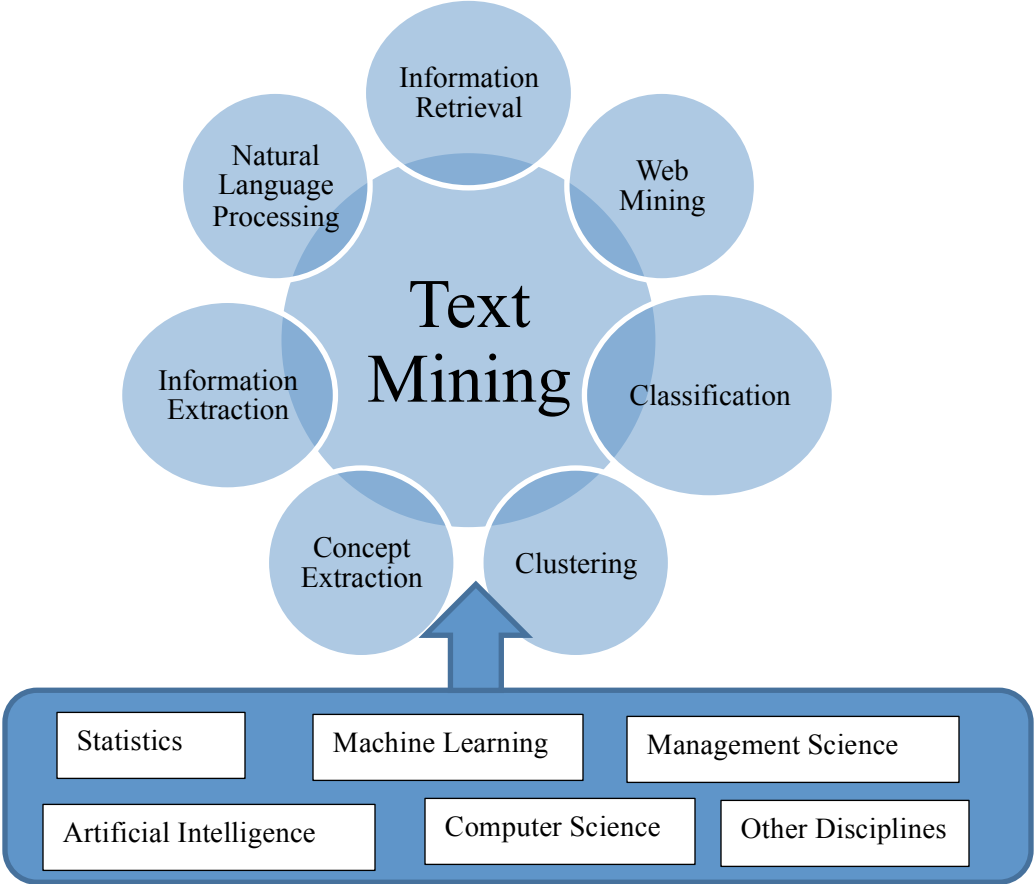 Information
Retrieval
Natural
Language
Processing
Web
Mining
Text
Mining
Information
Extraction
Classification
Concept
Extraction
Clustering
Statistics
Machine Learning
Management Science
Artificial Intelligence
Computer Science
Other Disciplines